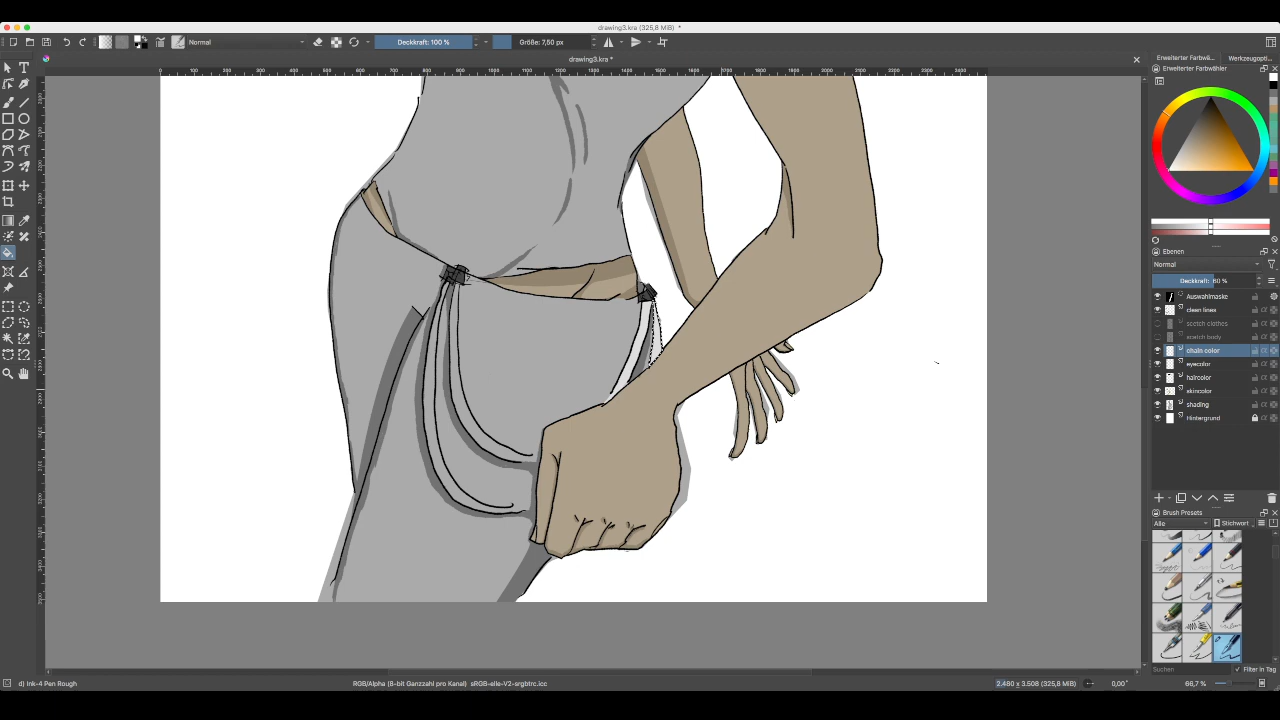 drawing3.kra (325,8 MiB) *
Normal
Deckkraft: 100 %
Größe: 7,50 px
drawing3.kra *
Erweiterter Farbwä...
Werkzeugopti...
Erweiterter Farbwähler
Ebenen
Normal
Deckkraft: 60 %
Auswahlmaske
clean lines
scetch clothes
scetch body
chain color
eyecolor
haircolor
skincolor
shading
Hintergrund
Brush Presets
Alle
Stichwort
Suchen
Filter in Tag
d) Ink-4 Pen Rough
RGB/Alpha (8-bit Ganzzahl pro Kanal) sRGB-elle-V2-srgbtrc.icc
2.480 x 3.508 (325,8 MiB)
0,00°
66,7 %